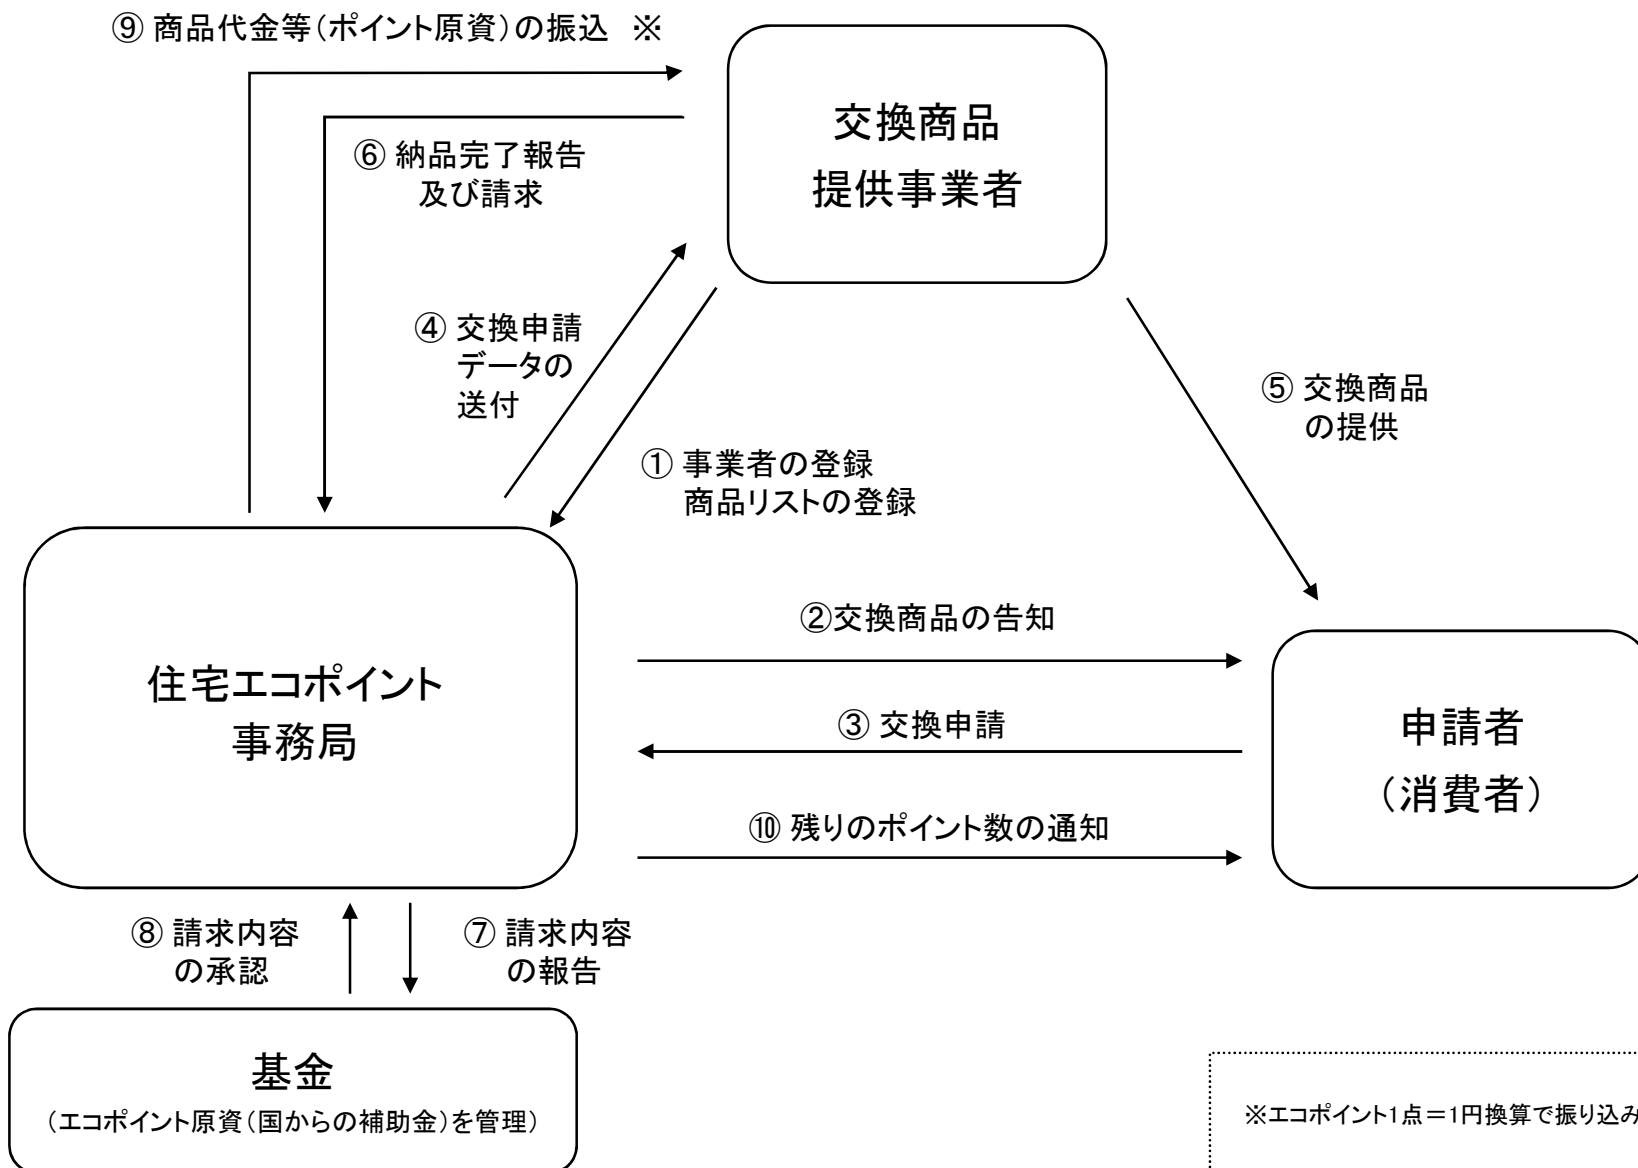 ⑨ 商品代金等(ポイント原資)の振込 ※
交換商品
提供事業者
⑥ 納品完了報告
及び請求
④ 交換申請
データの
送付
⑤ 交換商品
の提供
① 事業者の登録
商品リストの登録
②交換商品の告知
住宅エコポイント
事務局
③ 交換申請
申請者
(消費者)
⑩ 残りのポイント数の通知
⑧ 請求内容
の承認
⑦ 請求内容
の報告
基金
(エコポイント原資(国からの補助金)を管理)
※エコポイント1点=1円換算で振り込み